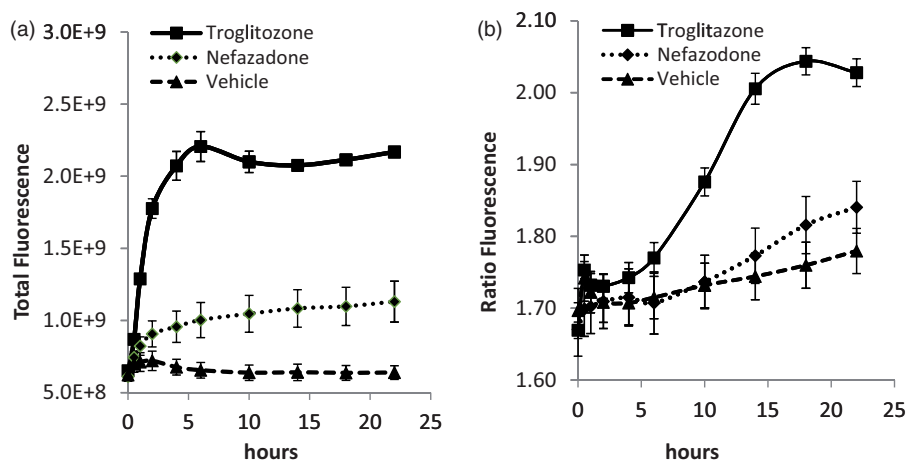 (a)
Troglitozone
Nefazadone
Vehicle
3.0E+9
2.5E+9
2.0E+9
1.5E+9
1.0E+9
5.0E+8
Total Fluorescence
0 5 10 15 20 25
hours
(b)
Troglitazone
Nefazodone
Vehicle
2.10
2.00
1.90
1.80
1.70
1.60
Ratio Fluorescence
0 5 10 15 20 25
hours